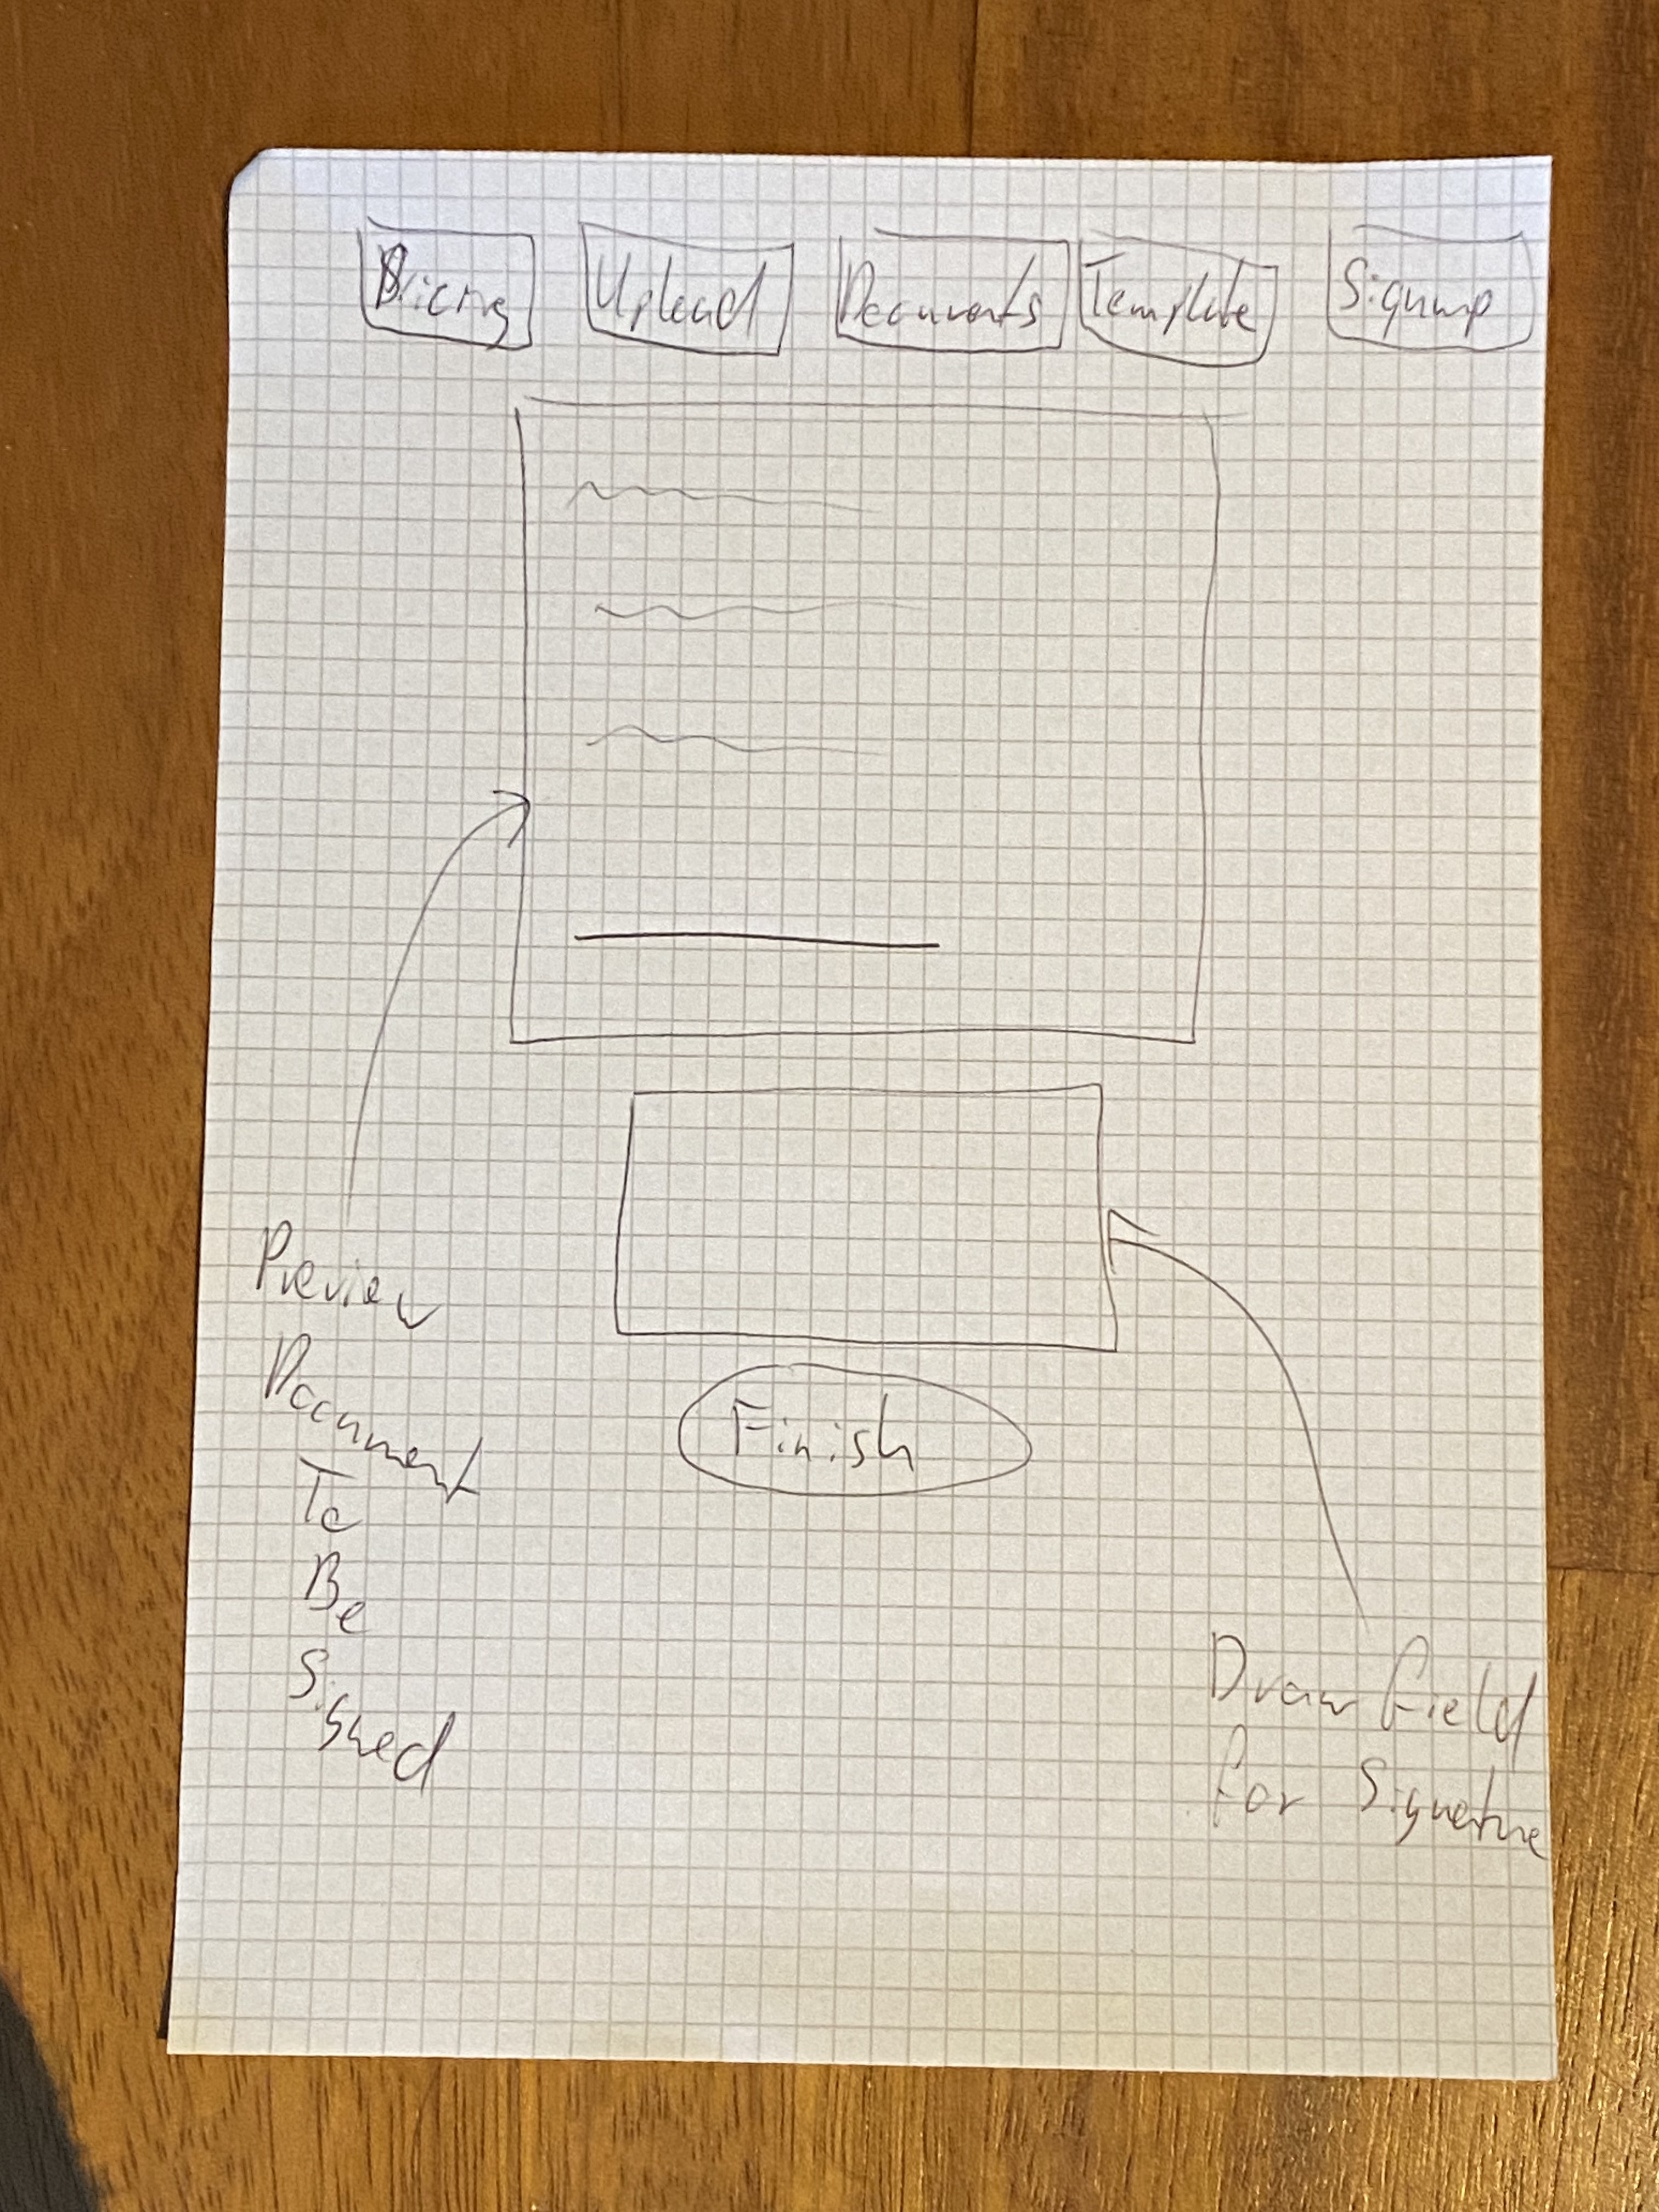 Pricing
Upload
Documents
Template
Signup
Preview
Document
To
Be
Signed
Finish
Draw field
for Signature